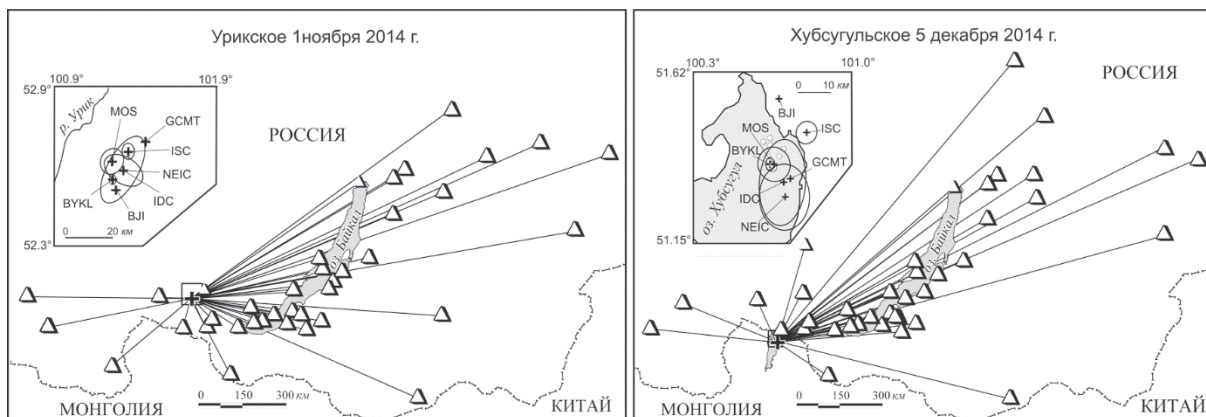 Урикское 1ноября 2014 г.
100.9°
101.9°
52.9°
р. Урик
MOS
GCMT
ISC
NEIC
BYKL
IDC
BJI
0 20 км
52.3°
РОССИЯ
оз. Байкал
МОНГОЛИЯ
0 150 300 км
КИТАЙ
Хубсугульское 5 декабря 2014 г.
100.3°
101.0°
51.62°
0 10 км
BJI
MOS
ISC
BYKL
GCMT
оз. Хубсугул
IDC
NEIC
51.15°
РОССИЯ
оз. Байкал
МОНГОЛИЯ
0 150 300 км
КИТАЙ